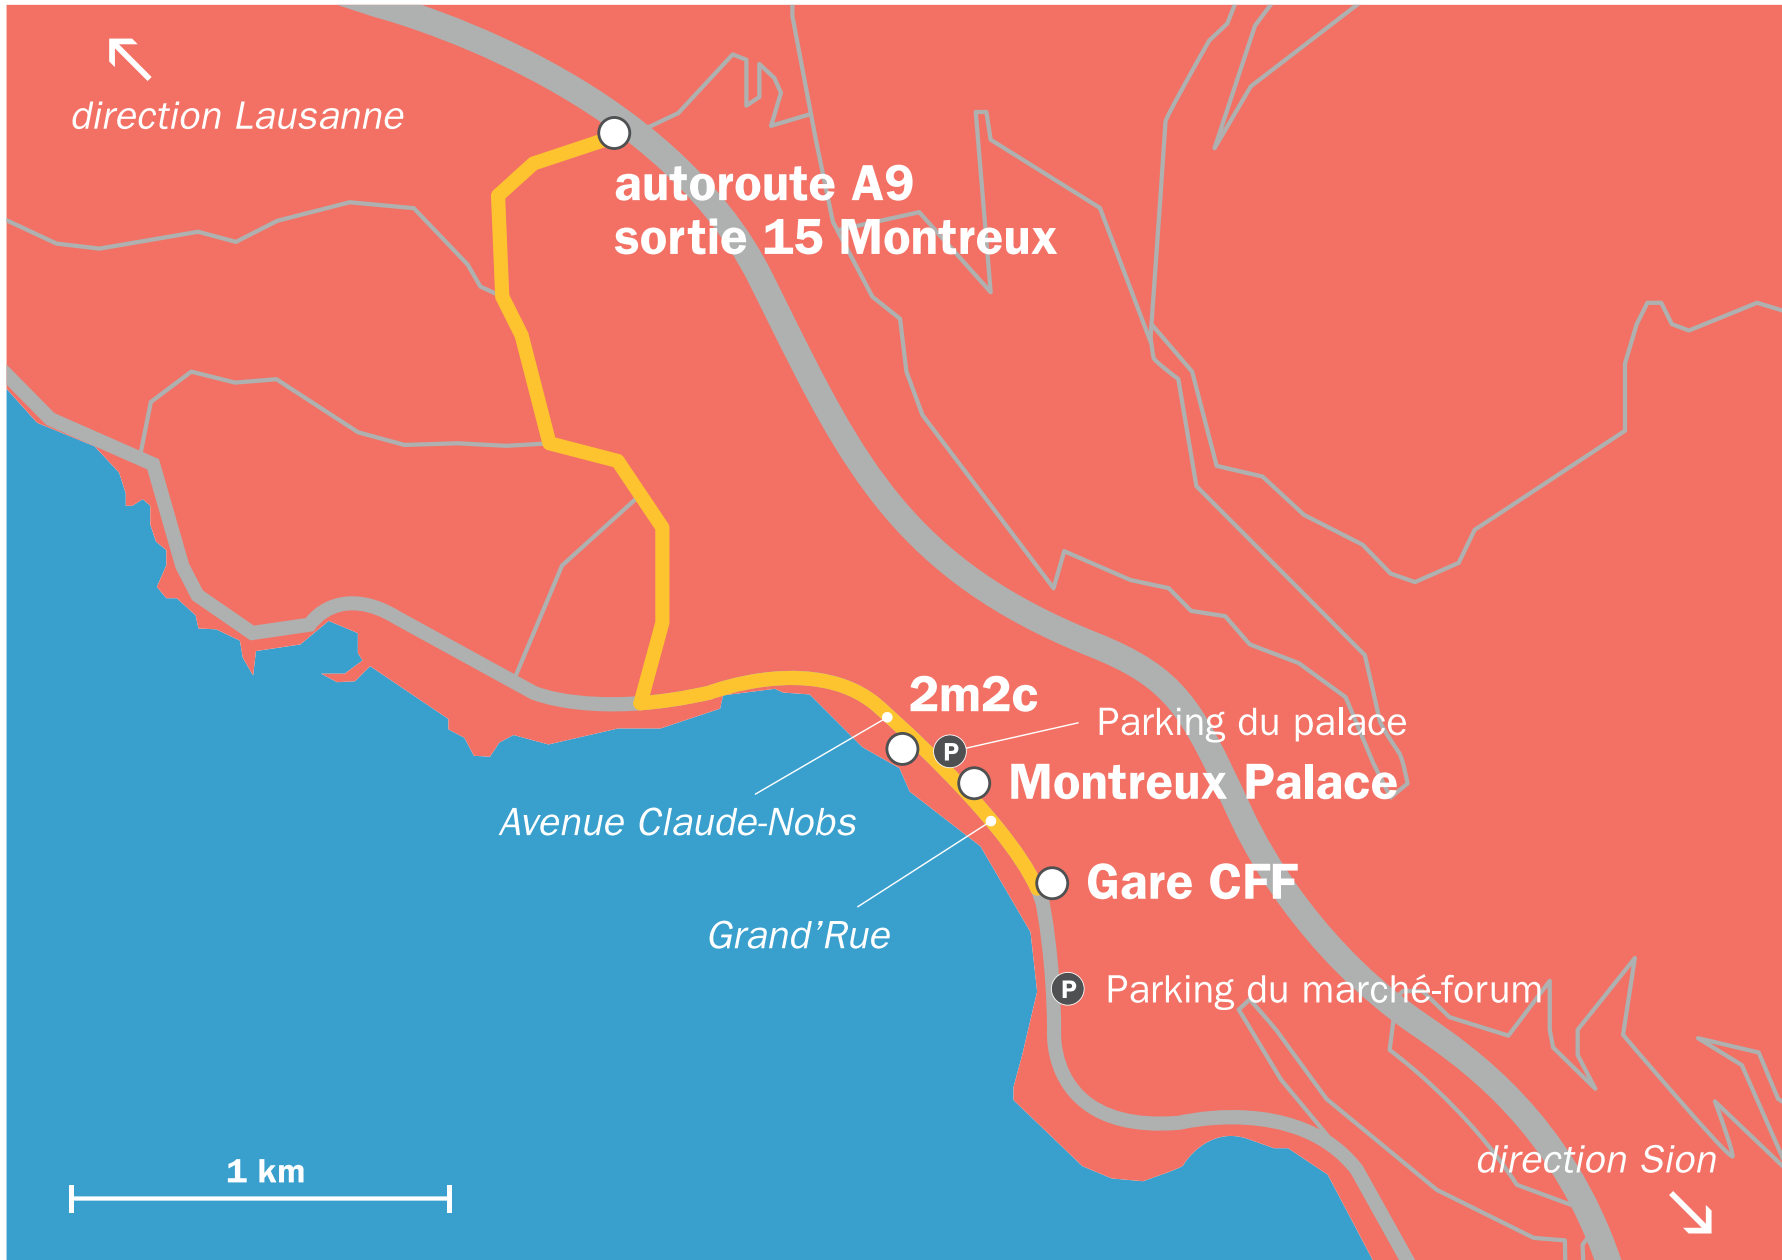 direction Lausanne
autoroute A9
sortie 15 Montreux
2m2c
Parking du palace
P
Montreux Palace
Avenue Claude-Nobs
Gare CFF
Grand’Rue
P
Parking du marché-forum
direction Sion
1 km